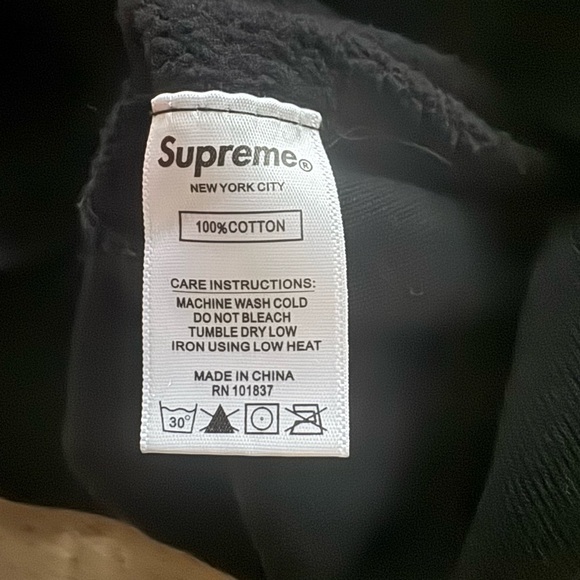 Supreme®
NEW YORK CITY
100%COTTON
CARE INSTRUCTIONS:
MACHINE WASH COLD
DO NOT BLEACH
TUMBLE DRY LOW
IRON USING LOW HEAT
MADE IN CHINA
RN 101837
30°